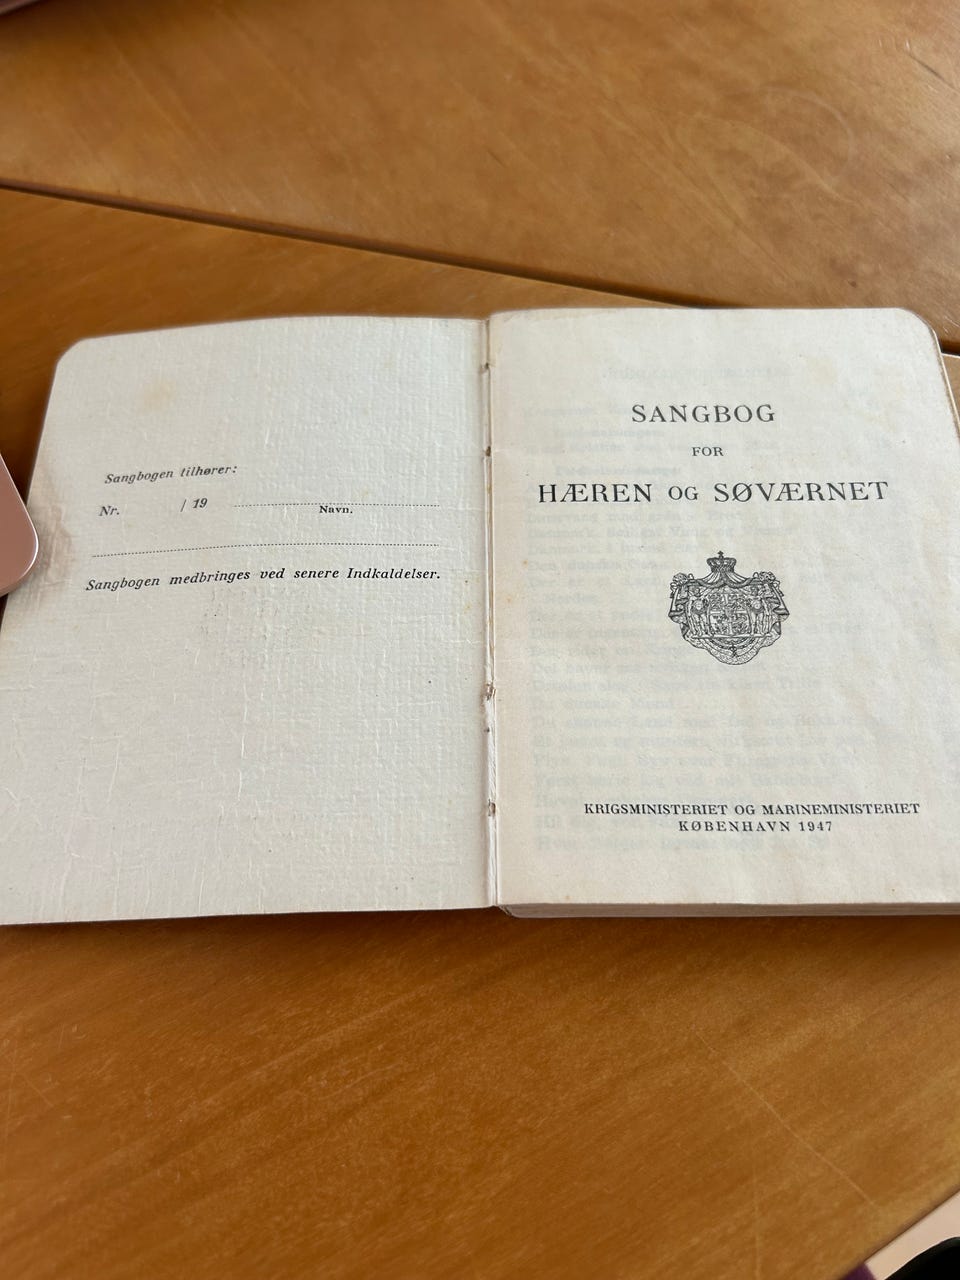 Sangbogen tilhører:
Nr. / 19
Navn.
Sangbogen medbringes ved senere Indkaldelser.
SANGBOG
FOR
HÆREN OG SØVÆRNET
KRIGSMINISTERIET OG MARINEMINISTERIET
KØBENHAVN 1947